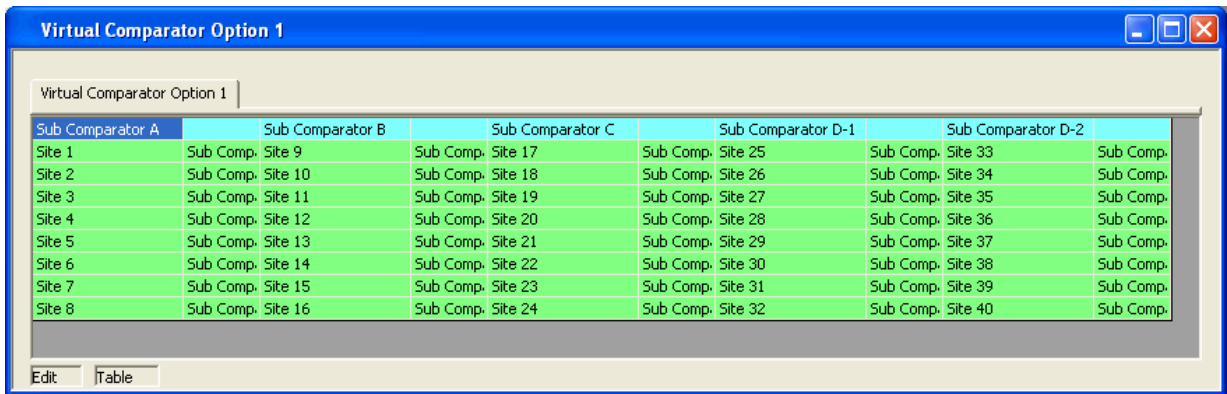 Virtual Comparator Option 1
Virtual Comparator Option 1
Sub Comparator A Sub Comparator B Sub Comparator C Sub Comparator D-1 Sub Comparator D-2
Site 1 Sub Comp. Site 9 Sub Comp. Site 17 Sub Comp. Site 25 Sub Comp. Site 33 Sub Comp.
Site 2 Sub Comp. Site 10 Sub Comp. Site 18 Sub Comp. Site 26 Sub Comp. Site 34 Sub Comp.
Site 3 Sub Comp. Site 11 Sub Comp. Site 19 Sub Comp. Site 27 Sub Comp. Site 35 Sub Comp.
Site 4 Sub Comp. Site 12 Sub Comp. Site 20 Sub Comp. Site 28 Sub Comp. Site 36 Sub Comp.
Site 5 Sub Comp. Site 13 Sub Comp. Site 21 Sub Comp. Site 29 Sub Comp. Site 37 Sub Comp.
Site 6 Sub Comp. Site 14 Sub Comp. Site 22 Sub Comp. Site 30 Sub Comp. Site 38 Sub Comp.
Site 7 Sub Comp. Site 15 Sub Comp. Site 23 Sub Comp. Site 31 Sub Comp. Site 39 Sub Comp.
Site 8 Sub Comp. Site 16 Sub Comp. Site 24 Sub Comp. Site 32 Sub Comp. Site 40 Sub Comp.
Edit Table